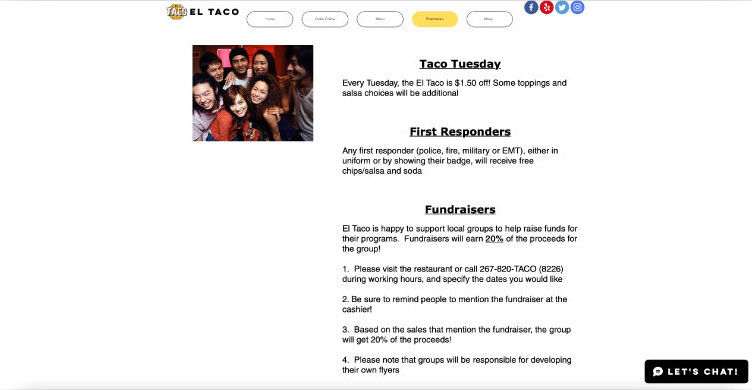 TACO EL TACO
Home
Order Online
Menu
Promotions
More
Taco Tuesday
Every Tuesday, the El Taco is $1.50 off! Some toppings and
salsa choices will be additional
First Responders
Any first responder (police, fire, military or EMT), either in
uniform or by showing their badge, will receive free
chips/salsa and soda
Fundraisers
El Taco is happy to support local groups to help raise funds for
their programs.  Fundraisers will earn 20% of the proceeds for
the group!
1.  Please visit the restaurant or call 267-820-TACO (8226)
during working hours, and specify the dates you would like
2. Be sure to remind people to mention the fundraiser at the
cashier!
3.  Based on the sales that mention the fundraiser, the group
will get 20% of the proceeds!
4.  Please note that groups will be responsible for developing
their own flyers
LET'S CHAT!